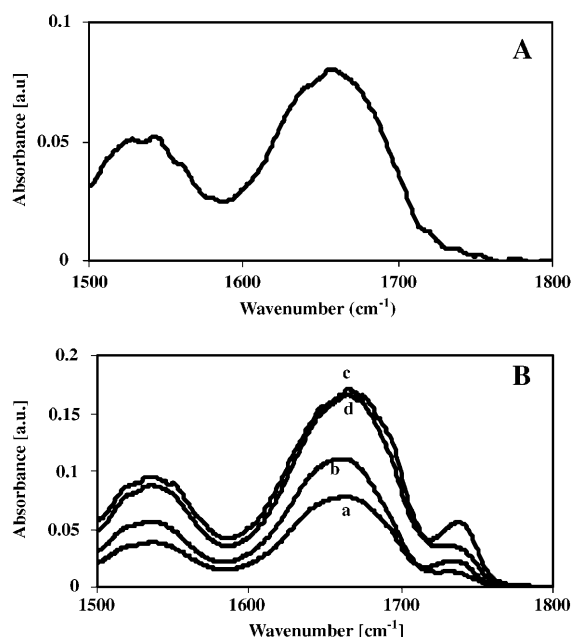 0.1
A
0.05
0
Absorbance [a.u]
1500 1600 1700 1800
Wavenumber (cm⁻¹)
0.2
B
c
0.15
d
0.1
b
a
0.05
0
Absorbance [a.u.]
1500 1600 1700 1800
Wavenumber [cm⁻¹]